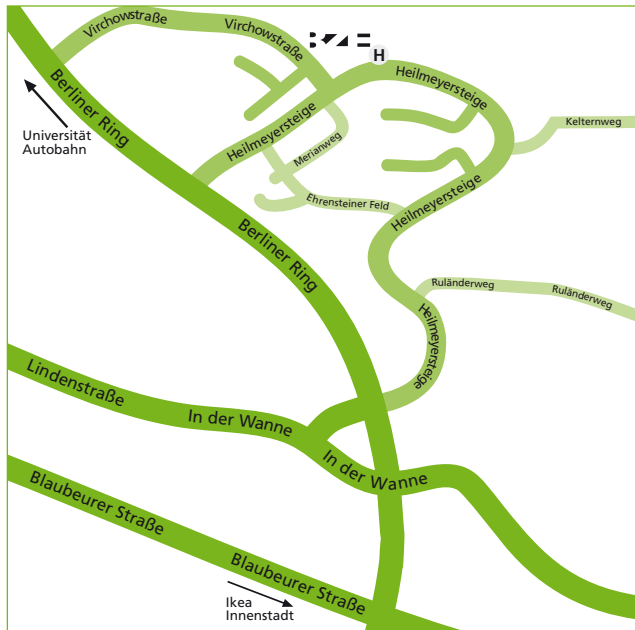 Virchowstraße
Virchowstraße
H
Heilmeyersteige
Berliner Ring
Kelternweg
Universität
Autobahn
Heilmeyersteige
Merianweg
Ehrensteiner Feld
Heilmeyersteige
Berliner Ring
Ruländerweg
Ruländerweg
Heilmeyersteige
Lindenstraße
In der Wanne
In der Wanne
Blaubeurer Straße
Blaubeurer Straße
Ikea
Innenstadt